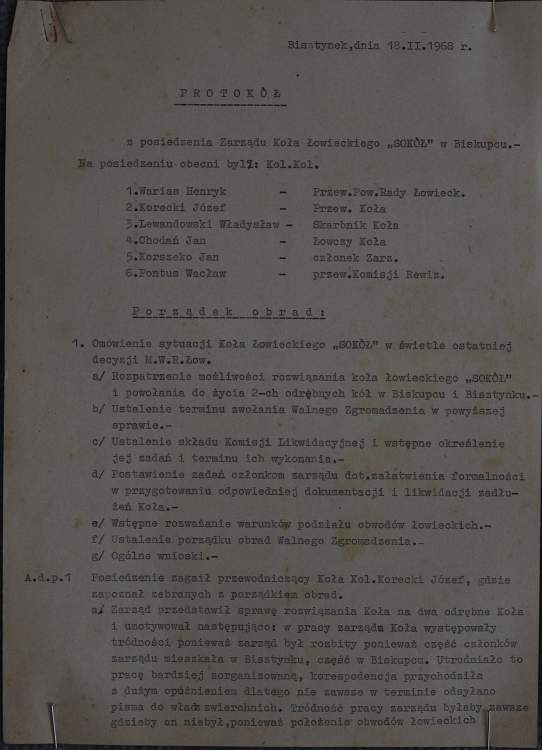 Bisztynek,dnia 18.II.1968 r.
P R O T O K Ó Ł
z posiedzenia Zarządu Koła Łowieckiego „SOKÓŁ" w Biskupcu.-
Na posiedzeniu obecni byli: Kol.Kol.
1.Warias Henryk - Przew.Pow.Rady Łowieck.
2.Korecki Józef - Przew. Koła
3.Lewandowski Władysław - Skarbnik Koła
4.Chodań Jan - Łowczy Koła
5.Korszeko Jan - członek Zarz.
6.Pontus Wacław - przew.Komisji Rewiz.
P o r z ą d e k o b r a d :
1. Omówienie sytuacji Koła Łowieckiego „SOKÓŁ" w świetle ostatniej
decyzji M.W.R.Łow.
a/ Rozpatrzenie możliwości rozwiązania koła łowieckiego „SOKÓŁ"
i powołania do życia 2-ch odrębnych kół w Biskupcu i Bisztynku.-
b/ Ustalenie terminu zwołania Walnego Zgromadzenia w powyższej
sprawie.-
c/ Ustalenie składu Komisji Likwidacyjnej i wstępne określenie
jej zadań i terminu ich wykonania.-
d/ Postawienie zadań członkom zarządu dot.załatwienia formalności
w przygotowaniu odpowiedniej dokumentacji i likwidacji zadłu-
żeń Koła.-
e/ Wstępne rozważanie warunków podziału obwodów łowieckich.-
f/ Ustalenie porządku obrad Walnego Zgromadzenia.-
g/ Ogólne wnioski.-
A.d.p.1 Posiedzenie zagaił przewodniczący Koła Kol.Korecki Józef, gdzie
zapoznał zebranych z porządkiem obrad.
a/ Zarząd przedstawił sprawę rozwiązania Koła na dwa odrębne Koła
i umotywował następująco: w pracy zarządu Koła występowały
tródności ponieważ zarząd był rozbity ponieważ część członków
zarządu mieszkała w Bisztynku, część w Biskupcu. Utrudniało to
pracę bardziej zorganizowaną, korespodencja przychodziła
z dużym opóźnieniem dlatego nie zawsze w terminie odsyłano
pisma do władz zwierchnich. Tródność pracy zarządu byłaby zawsze
gdzieby on niebył,ponieważ położenie obwodów łowieckich